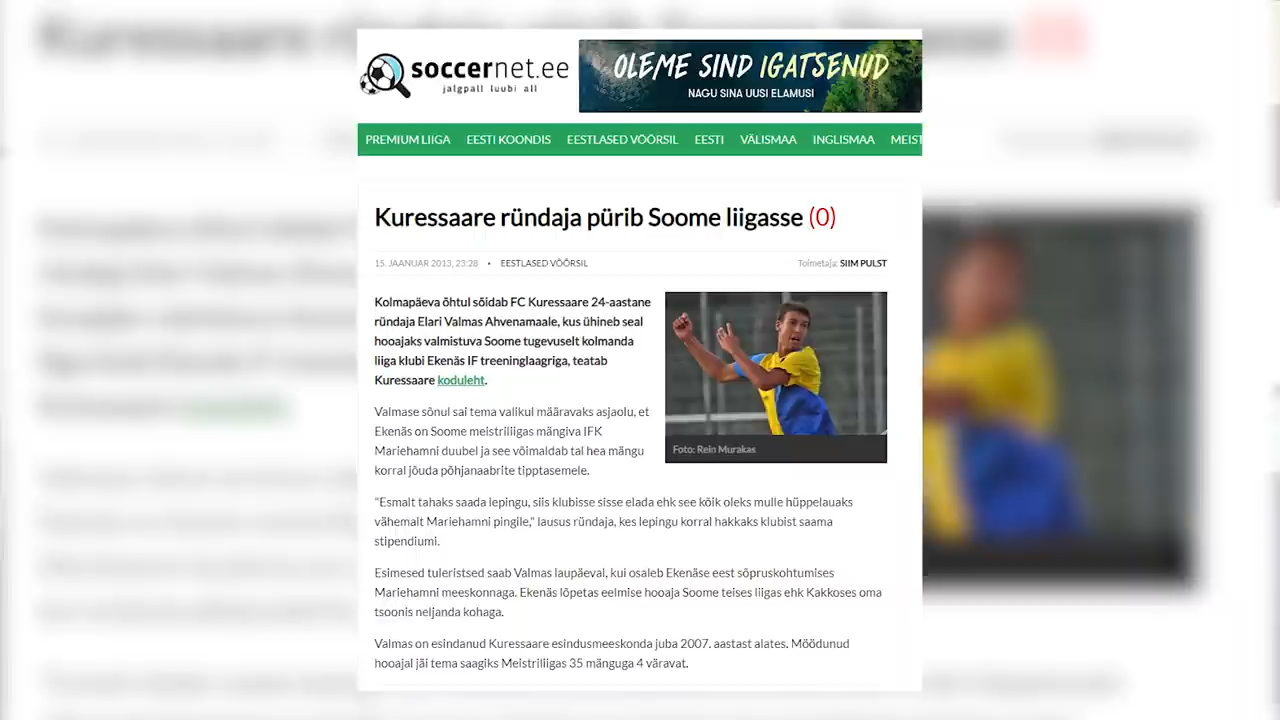 soccernet.ee
jalgpall luubi all
OLEME SIND IGATSENUD
NAGU SINA UUSI ELAMUSI
PREMIUM LIIGA EESTI KOONDIS EESTLASED VÕÕRSIL EESTI VÄLISMAA INGLISMAA MEIST
Kuressaare ründaja pürib Soome liigasse (0)
15. JAANUAR 2013, 23:28 • EESTLASED VÕÕRSIL Toimetaja: SIIM PULST
Kolmapäeva õhtul sõidab FC Kuressaare 24-aastane
ründaja Elari Valmas Ahvenamaale, kus ühineb seal
hooajaks valmistuva Soome tugevuselt kolmanda
liiga klubi Ekenäs IF treeninglaagriga, teatab
Kuressaare koduleht.
Foto: Rein Murakas
Valmase sõnul sai tema valikul määravaks asjaolu, et
Ekenäs on Soome meistriliigas mängiva IFK
Mariehamni duubel ja see võimaldab tal hea mängu
korral jõuda põhjanaabrite tipptasemele.
"Esmalt tahaks saada lepingu, siis klubisse sisse elada ehk see kõik oleks mulle hüppelauaks
vähemalt Mariehamni pingile," lausus ründaja, kes lepingu korral hakkaks klubist saama
stipendiumi.
Esimesed tuleristsed saab Valmas laupäeval, kui osaleb Ekenäse eest sõpruskohtumises
Mariehamni meeskonnaga. Ekenäs lõpetas eelmise hooaja Soome teises liigas ehk Kakkoses oma
tsoonis neljanda kohaga.
Valmas on esindanud Kuressaare esindusmeeskonda juba 2007. aastast alates. Möödunud
hooajal jäi tema saagiks Meistriliigas 35 mänguga 4 väravat.